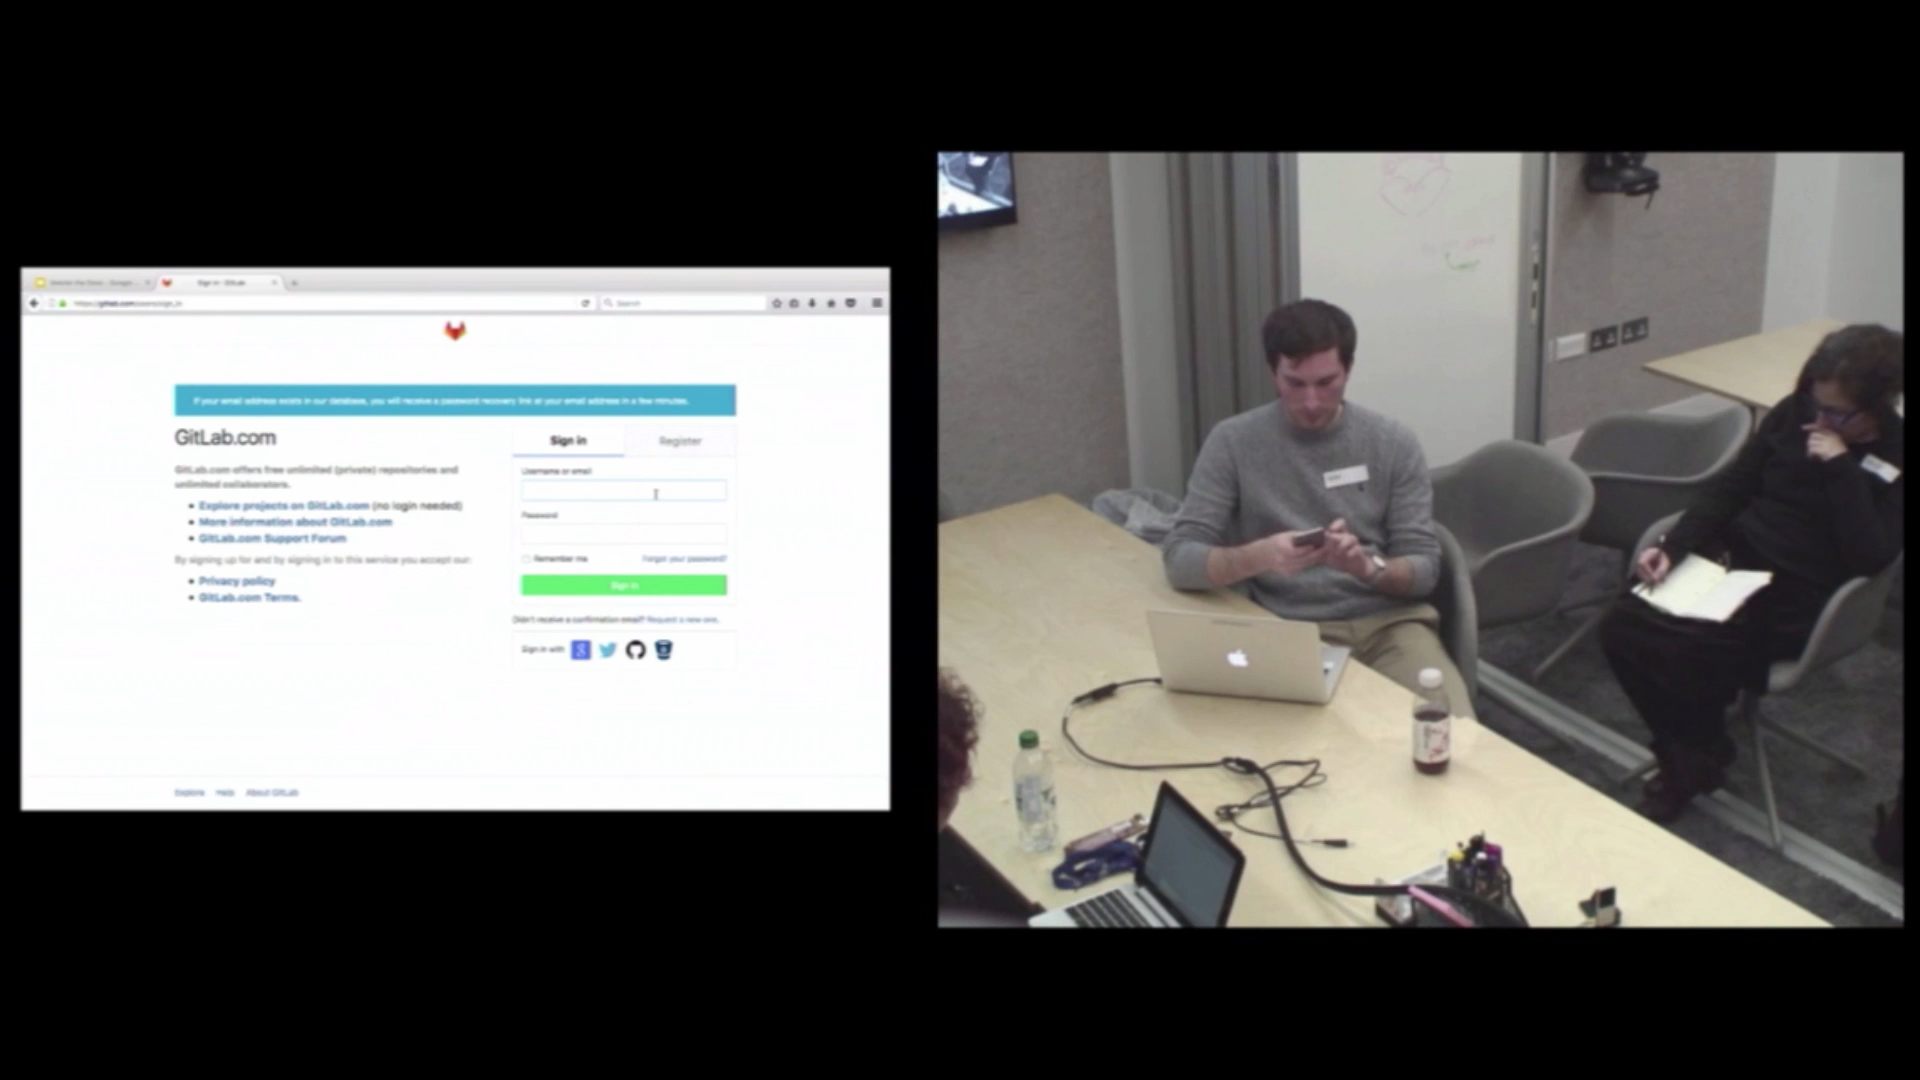 Sign in · GitLab
Search
If your email address exists in our database, you will receive a password recovery link at your email address in a few minutes.
GitLab.com
GitLab.com offers free unlimited (private) repositories and
unlimited collaborators.
Explore projects on GitLab.com (no login needed)
More information about GitLab.com
GitLab.com Support Forum
By signing up for and by signing in to this service you accept our:
Privacy policy
GitLab.com Terms.
Sign in
Register
Username or email
Password
Remember me
Forgot your password?
Sign in
Didn't receive a confirmation email? Request a new one.
Sign in with
Explore Help About GitLab